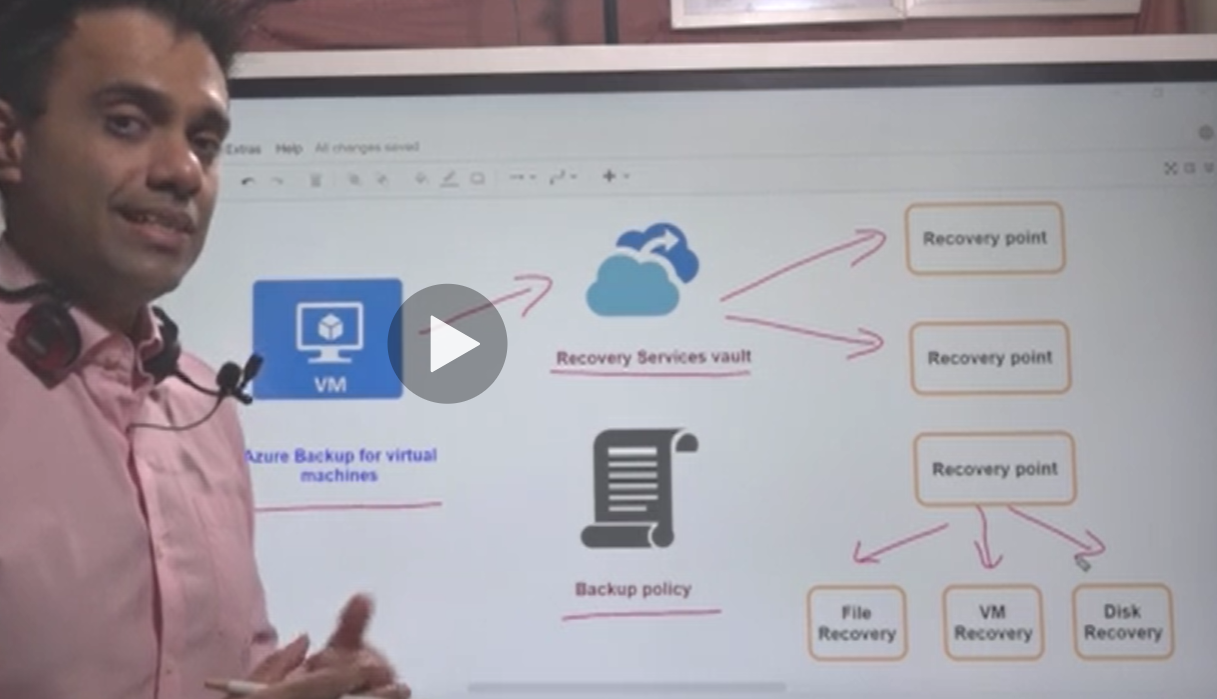 Extras Help All changes saved
VM
Azure Backup for virtual
machines
Recovery Services vault
Backup policy
Recovery point
Recovery point
Recovery point
File
Recovery
VM
Recovery
Disk
Recovery